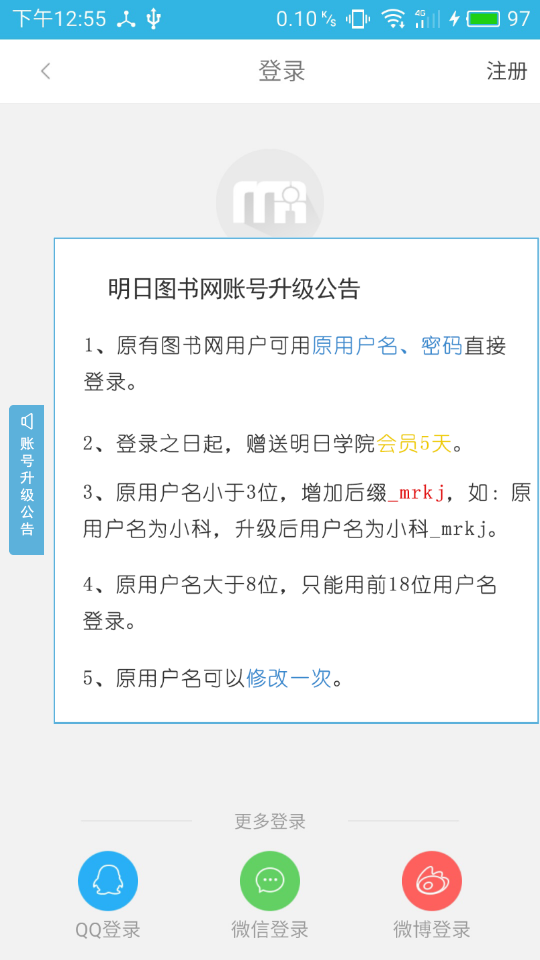 下午12:55 0.10 K/s 4G 97
登录 注册
明日图书网账号升级公告
1、原有图书网用户可用原用户名、密码直接
登录。
2、登录之日起，赠送明日学院会员5天。
3、原用户名小于3位，增加后缀_mrkj，如：原
用户名为小科，升级后用户名为小科_mrkj。
4、原用户名大于8位，只能用前18位用户名
登录。
5、原用户名可以修改一次。
账号升级公告
更多登录
QQ登录 微信登录 微博登录